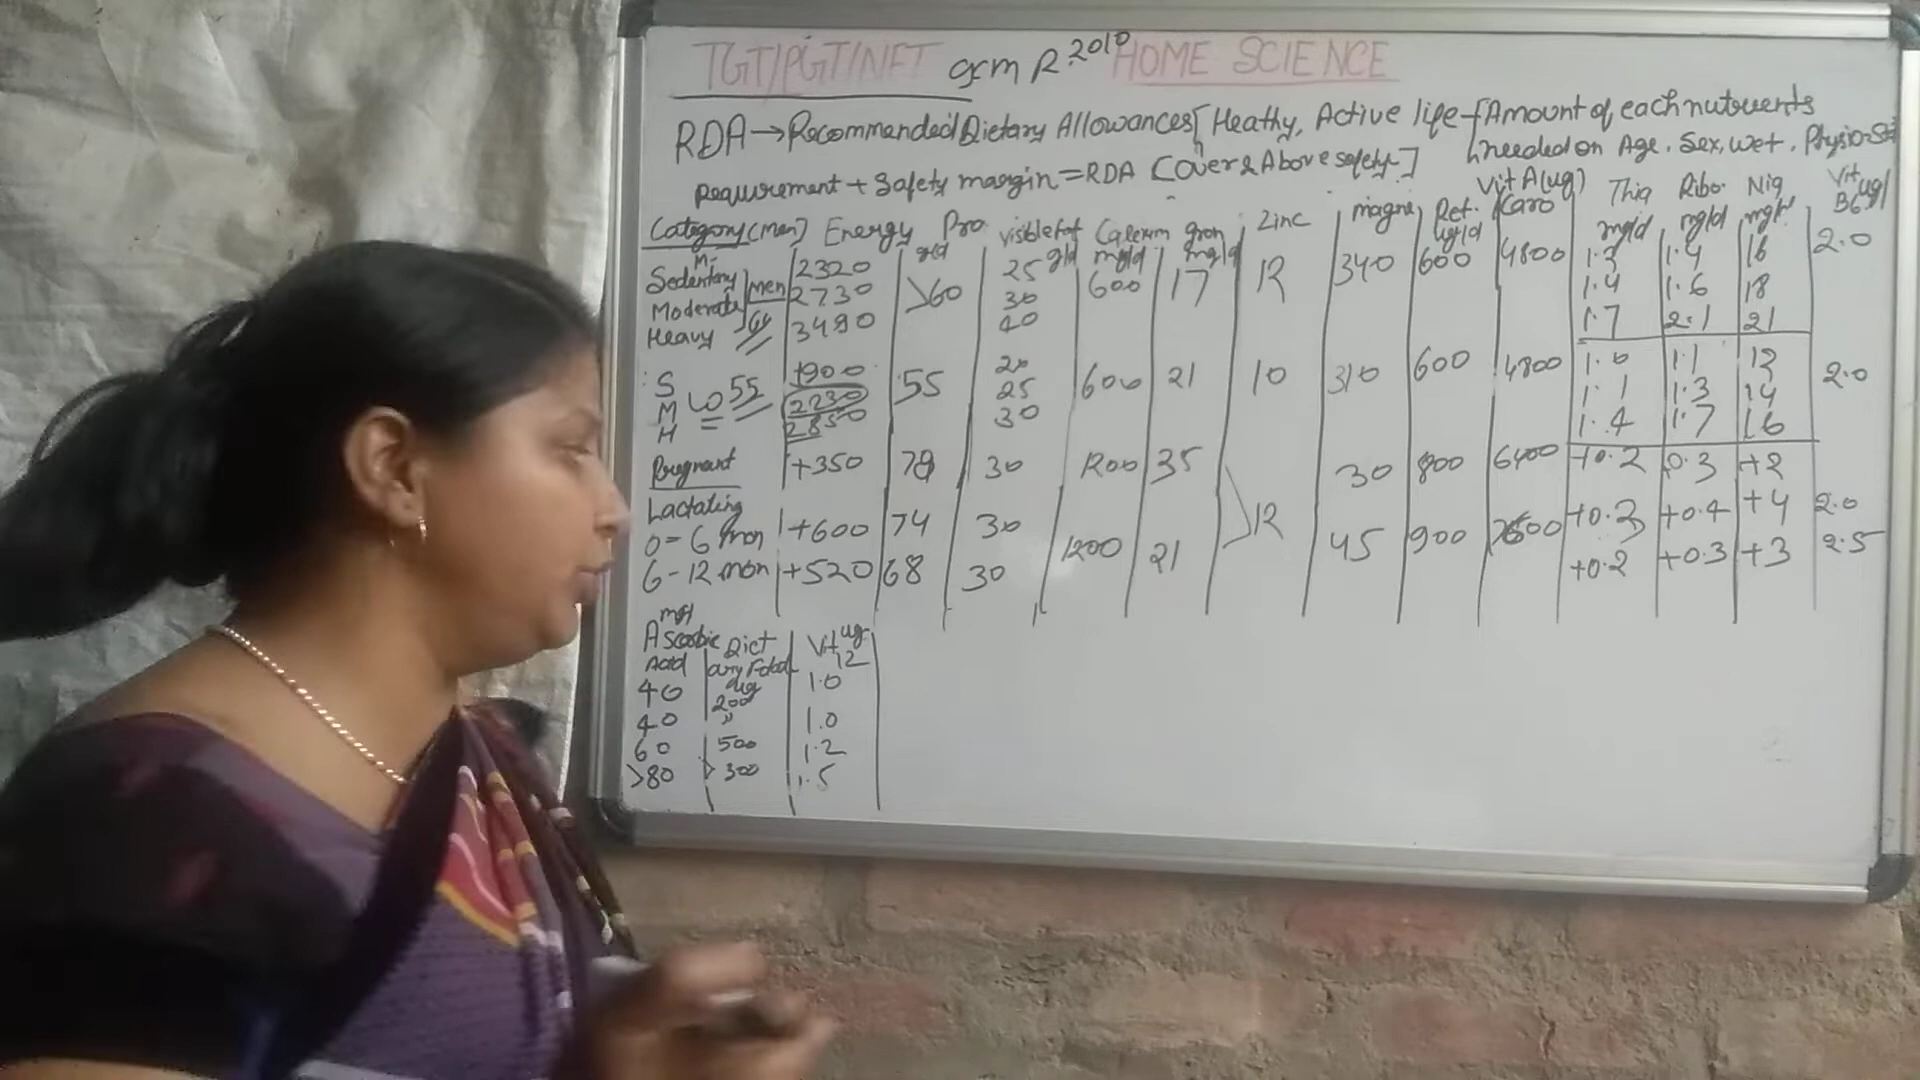 TGT/PGT/NET ICMR 2010 HOME SCIENCE
RDA → Recommended Dietary Allowances [Heathy, Active life - [Amount of each nutrients
needed on Age, Sex, Wet, Physio
Requirement + Safety margin = RDA [Cover & Above safety]
Category (Men) Energy Pro. g/d visible fat g/d Calcium mg/d Iron mg/d Zinc magne Vit A (ug) Ret. ug/d Caro Thia mg/d Ribo. mg/d Nia mg/d Vit B6 ug/
Sedentary men 2320 >60 25 600 17 12 340 600 4800 1.3 1.4 16 2.0
Moderate 2730 30 1.4 1.6 18
Heavy 3490 40 1.7 2.1 21
S 1900 55 20 600 21 10 310 600 4800 1.0 1.1 12 2.0
M 55 2230 25 1.1 1.3 14
H 2850 30 1.4 1.7 16
Pregnant +350 78 30 1200 35 30 800 6400 +0.2 0.3 +2
Lactating
0-6 mon +600 74 30 1200 21 12 45 900 +0.3 +0.4 +4 2.0
6-12 mon +520 68 30 +0.2 +0.3 +3 2.5
mg/
Ascorbic Acid Dietary Folate ug Vit 12 ug
40 200 1.0
40 " 1.0
60 500 1.2
>80 300 1.5